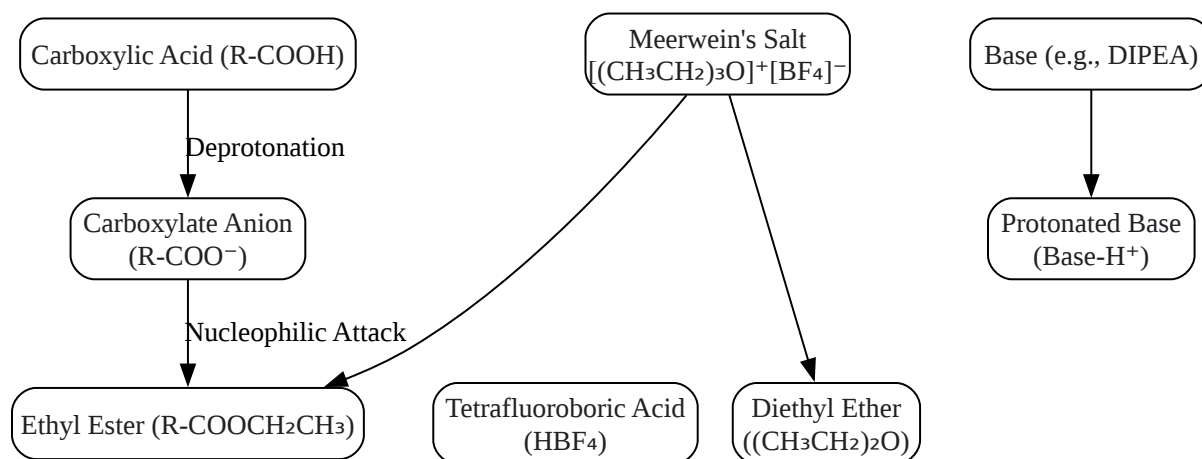 Carboxylic Acid (R-COOH)
Meerwein's Salt
[(CH₃CH₂)₃O]⁺[BF₄]⁻
Base (e.g., DIPEA)
Deprotonation
Carboxylate Anion
(R-COO⁻)
Protonated Base
(Base-H⁺)
Nucleophilic Attack
Ethyl Ester (R-COOCH₂CH₃)
Tetrafluoroboric Acid
(HBF₄)
Diethyl Ether
((CH₃CH₂)₂O)